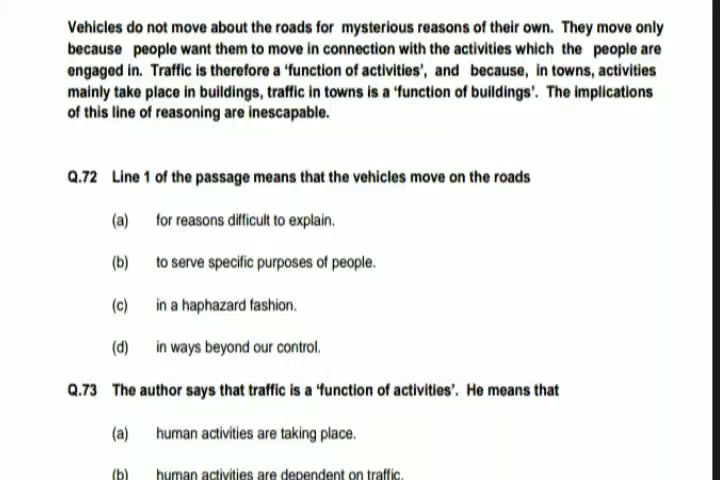 Vehicles do not move about the roads for mysterious reasons of their own. They move only
because people want them to move in connection with the activities which the people are
engaged in. Traffic is therefore a 'function of activities', and because, in towns, activities
mainly take place in buildings, traffic in towns is a 'function of buildings'. The implications
of this line of reasoning are inescapable.
Q.72 Line 1 of the passage means that the vehicles move on the roads
(a) for reasons difficult to explain.
(b) to serve specific purposes of people.
(c) in a haphazard fashion.
(d) in ways beyond our control.
Q.73 The author says that traffic is a 'function of activities'. He means that
(a) human activities are taking place.
(b) human activities are dependent on traffic.